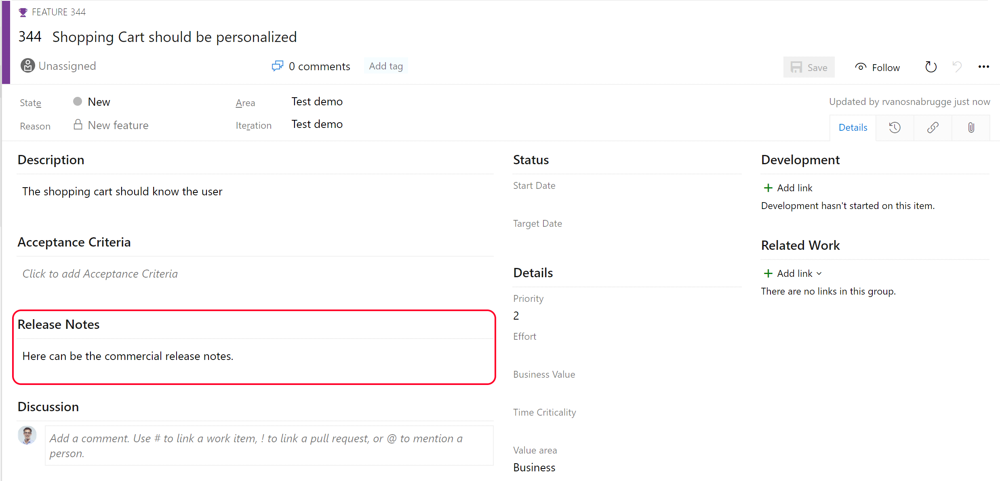 FEATURE 344
344 Shopping Cart should be personalized
Unassigned
0 comments
Add tag
Save
Follow
State
New
Area
Test demo
Updated by rvanosnabrugge just now
Reason
New feature
Iteration
Test demo
Details
Description
The shopping cart should know the user
Acceptance Criteria
Click to add Acceptance Criteria
Release Notes
Here can be the commercial release notes.
Discussion
Add a comment. Use # to link a work item, ! to link a pull request, or @ to mention a
person.
Status
Start Date
Target Date
Details
Priority
2
Effort
Business Value
Time Criticality
Value area
Business
Development
Add link
Development hasn't started on this item.
Related Work
Add link
There are no links in this group.